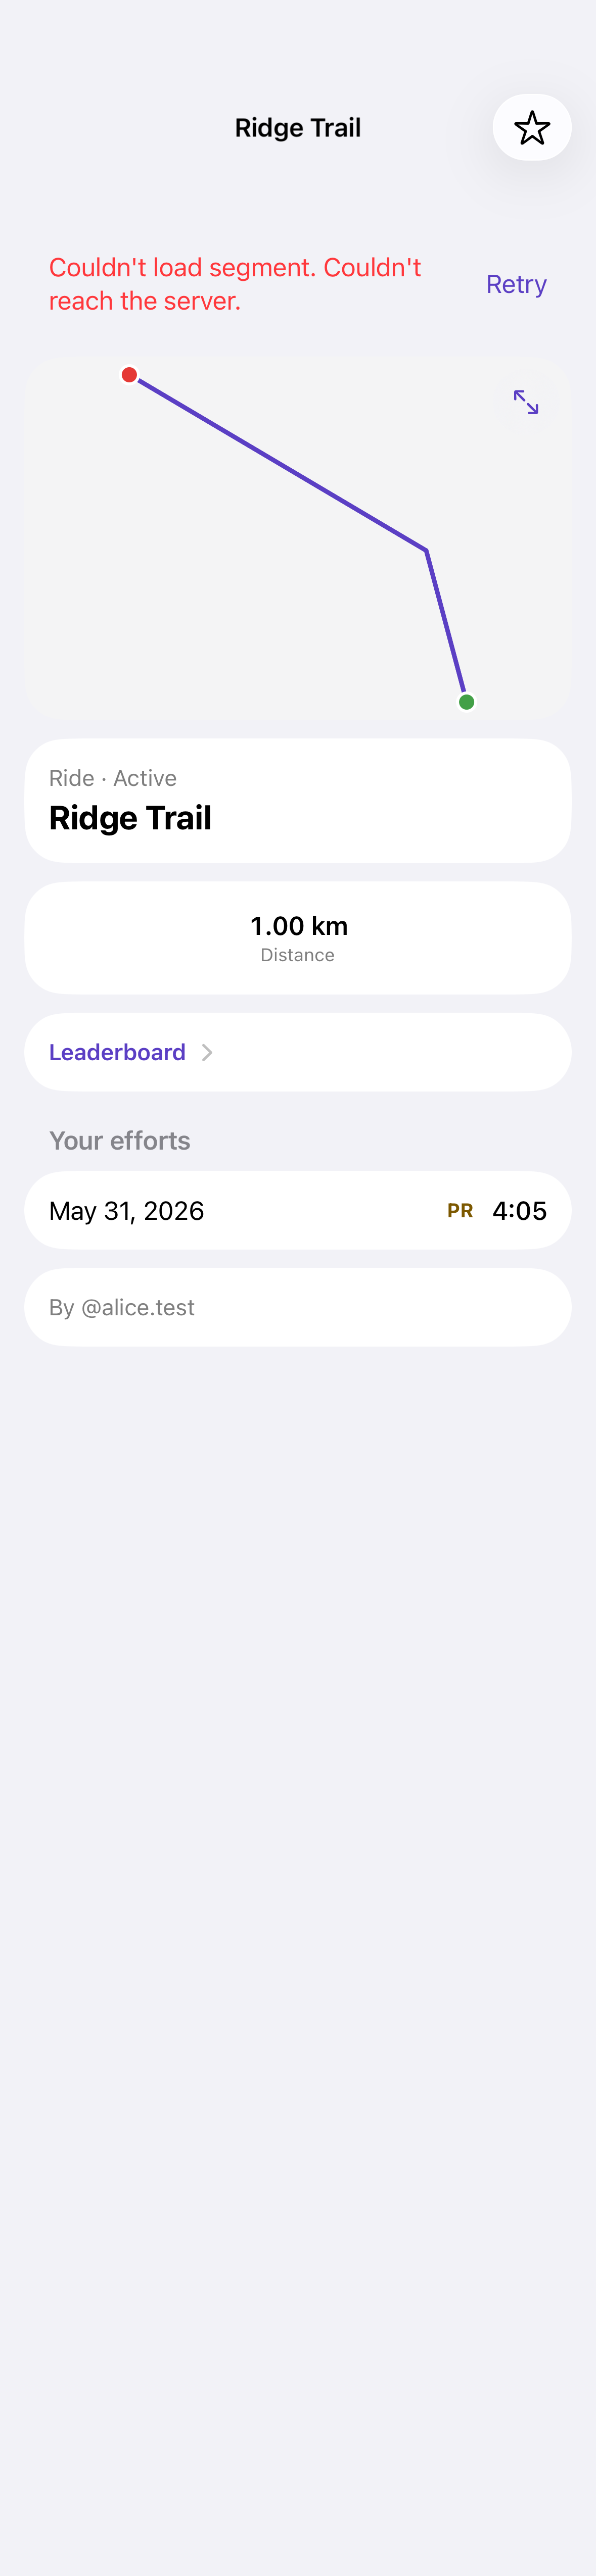 Ridge Trail
Couldn't load segment. Couldn't
reach the server.
Retry
Ride · Active
Ridge Trail
1.00 km
Distance
Leaderboard
Your efforts
May 31, 2026
PR
4:05
By @alice.test